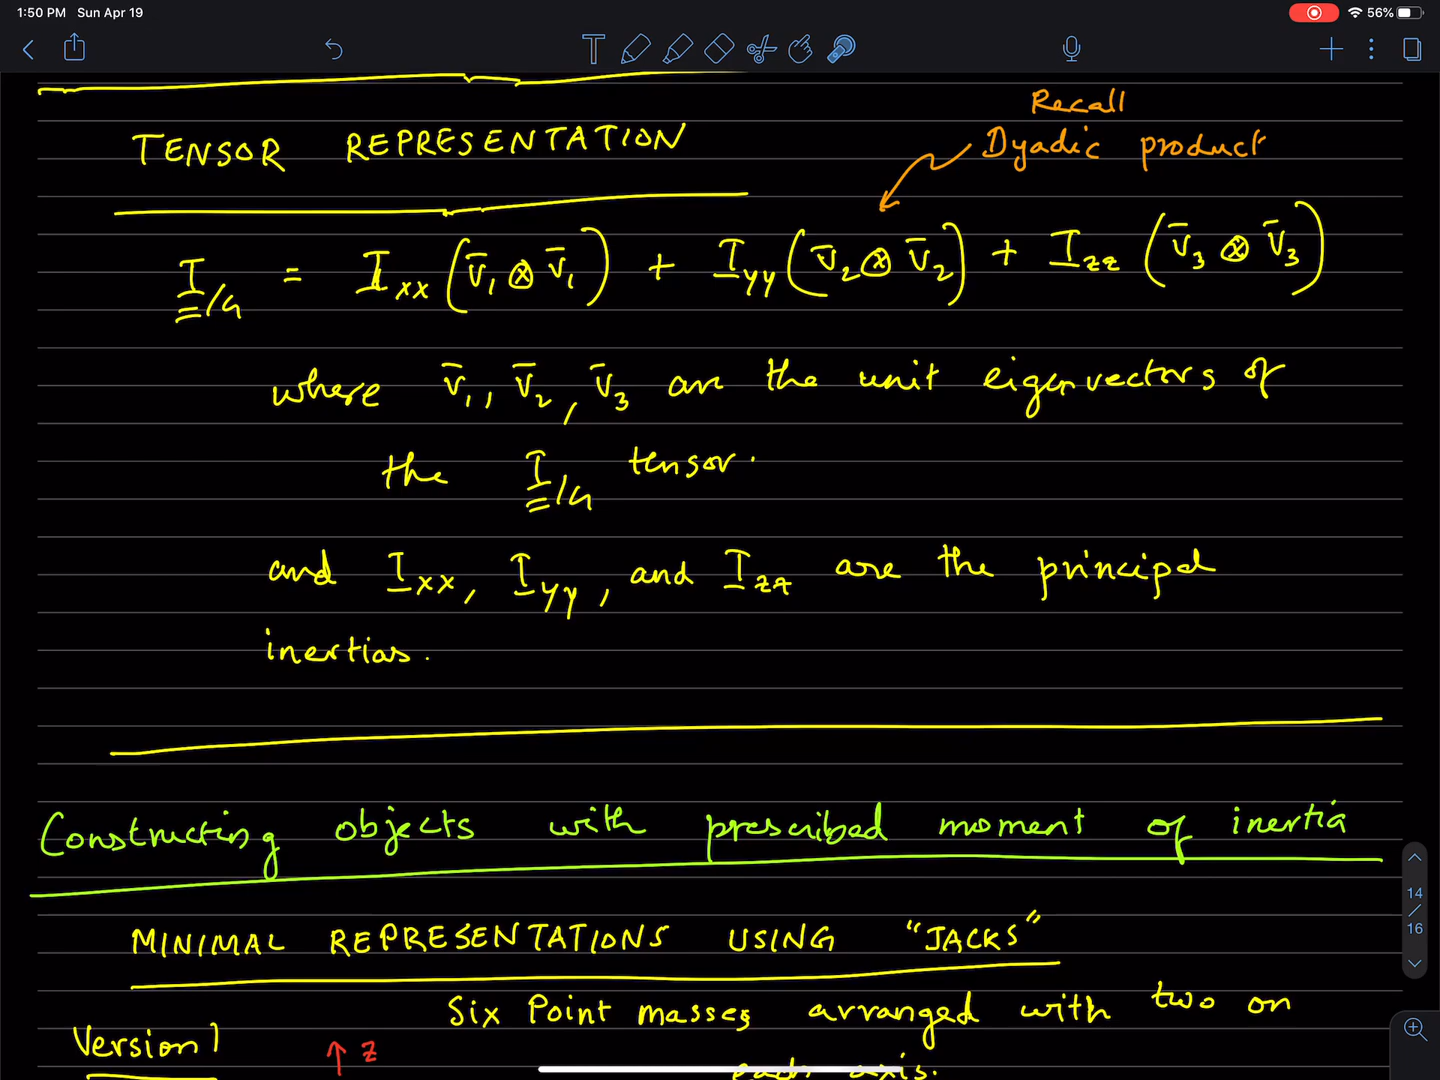 1:50 PM Sun Apr 19
56%
Recall
Dyadic product
TENSOR REPRESENTATION
I̳/G = Ixx (v̄₁ ⊗ v̄₁) + Iyy (v̄₂ ⊗ v̄₂) + Izz (v̄₃ ⊗ v̄₃)
where v̄₁, v̄₂, v̄₃ are the unit eigenvectors of
the I̳/G tensor.
and Ixx, Iyy, and Izz are the principal
inertias.
Constructing objects with prescribed moment of inertia
14
/
16
MINIMAL REPRESENTATIONS USING "JACKS"
Six Point masses arranged with two on
Version 1
↑ z
each axis.